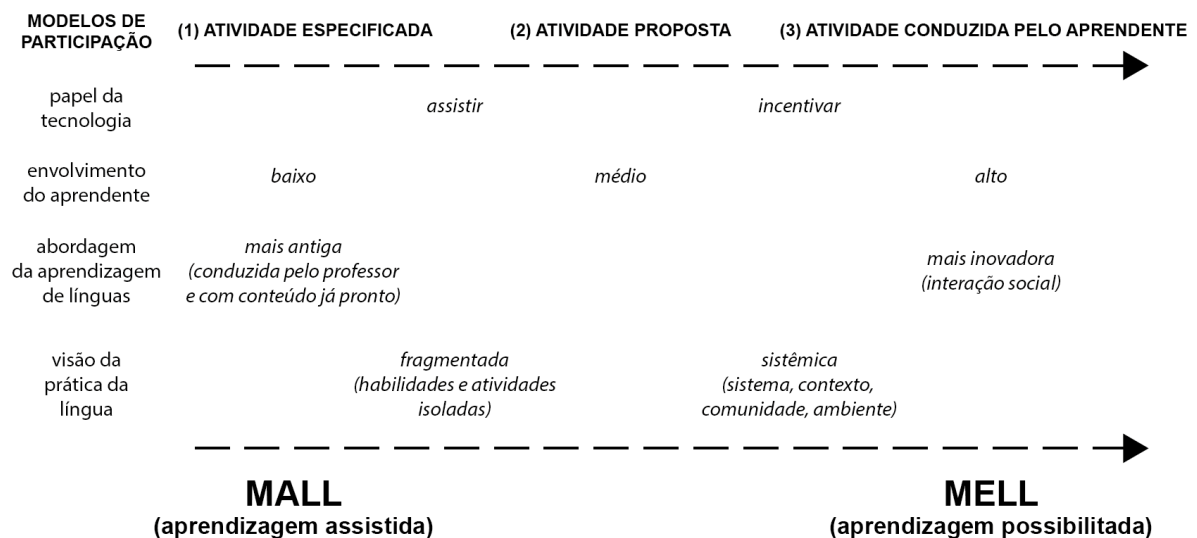 MODELOS DE
PARTICIPAÇÃO
(1) ATIVIDADE ESPECIFICADA
(2) ATIVIDADE PROPOSTA
(3) ATIVIDADE CONDUZIDA PELO APRENDENTE
papel da
tecnologia
assistir
incentivar
envolvimento
do aprendente
baixo
médio
alto
abordagem
da aprendizagem
de línguas
mais antiga
(conduzida pelo professor
e com conteúdo já pronto)
mais inovadora
(interação social)
visão da
prática da
língua
fragmentada
(habilidades e atividades
isoladas)
sistêmica
(sistema, contexto,
comunidade, ambiente)
MALL
(aprendizagem assistida)
MELL
(aprendizagem possibilitada)